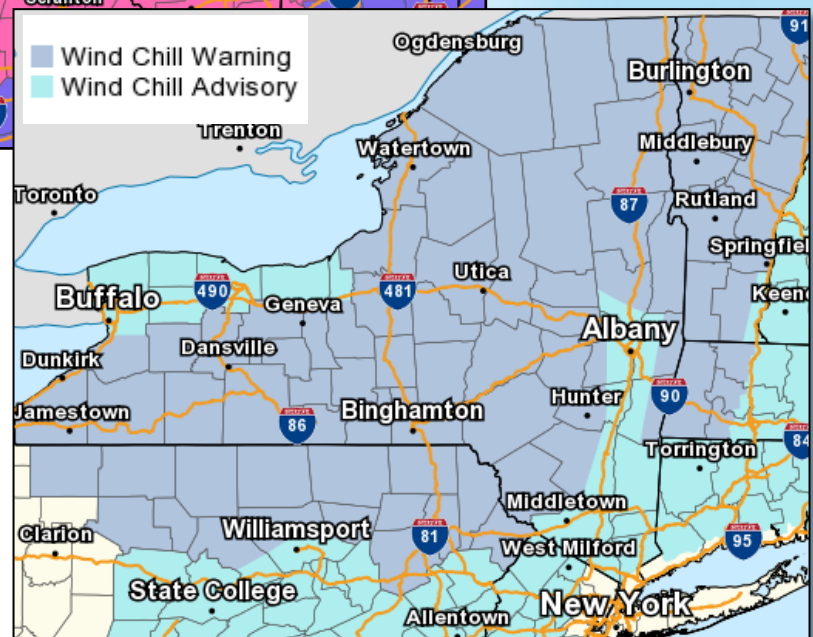 Scranton
Wind Chill Warning
Wind Chill Advisory
Ogdensburg
91
Burlington
Trenton
Watertown
Middlebury
Toronto
87
Rutland
Springfiel
490
481
Utica
Keene
Buffalo
Geneva
Albany
Dunkirk
Dansville
Hunter
INTERSTATE
90
Jamestown
86
Binghamton
84
Torrington
Middletown
Clarion
Williamsport
81
West Milford
95
State College
New York
Allentown